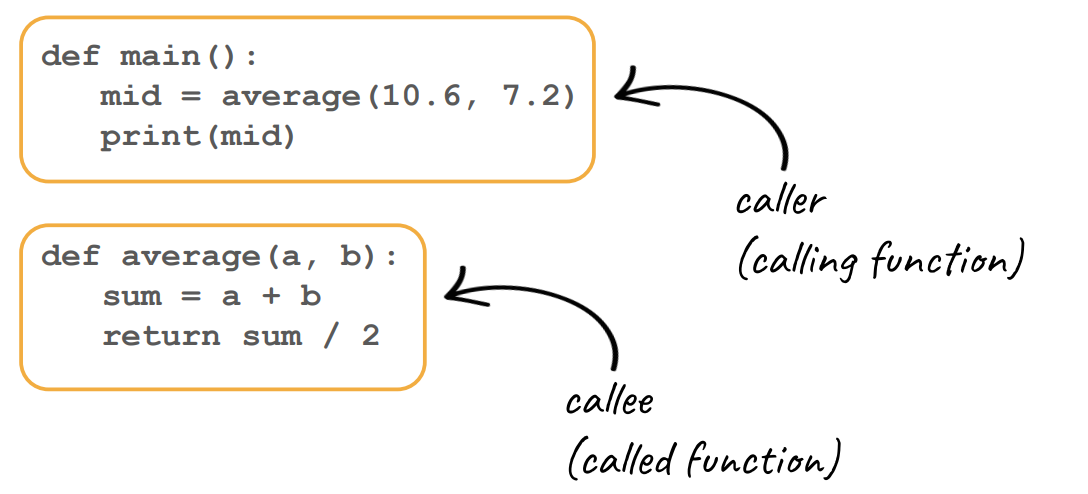 def main():
    mid = average(10.6, 7.2)
    print(mid)
caller
(calling function)
def average(a, b):
    sum = a + b
    return sum / 2
callee
(called function)